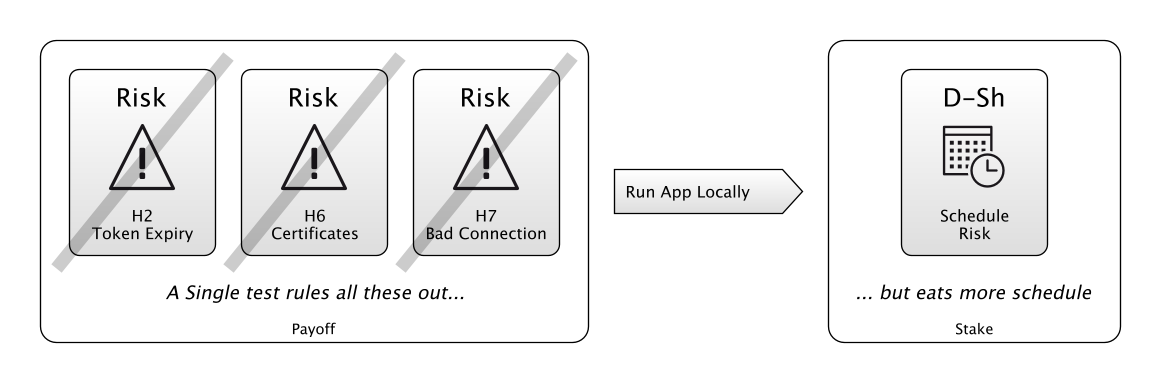 Risk
H2
Token Expiry
Risk
H6
Certificates
Risk
H7
Bad Connection
A Single test rules all these out...
Payoff
Run App Locally
D-Sh
Schedule
Risk
... but eats more schedule
Stake